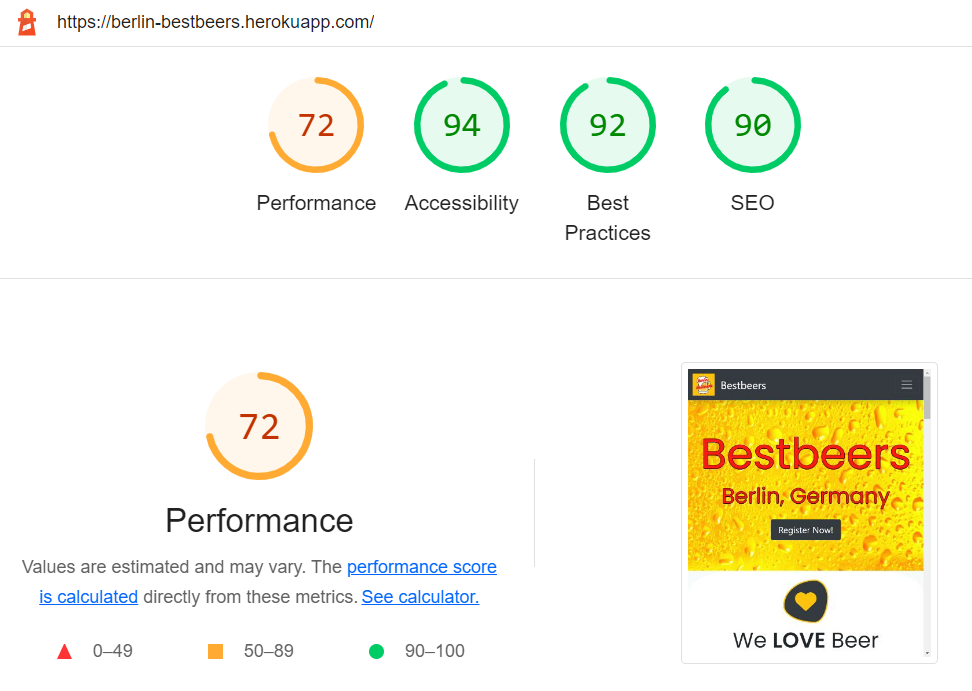 https://berlin-bestbeers.herokuapp.com/
72
94
92
90
Performance
Accessibility
Best
Practices
SEO
72
Performance
Values are estimated and may vary. The performance score
is calculated directly from these metrics. See calculator.
0–49
50–89
90–100
Bestbeers
Bestbeers
Berlin, Germany
Register Now!
We LOVE Beer